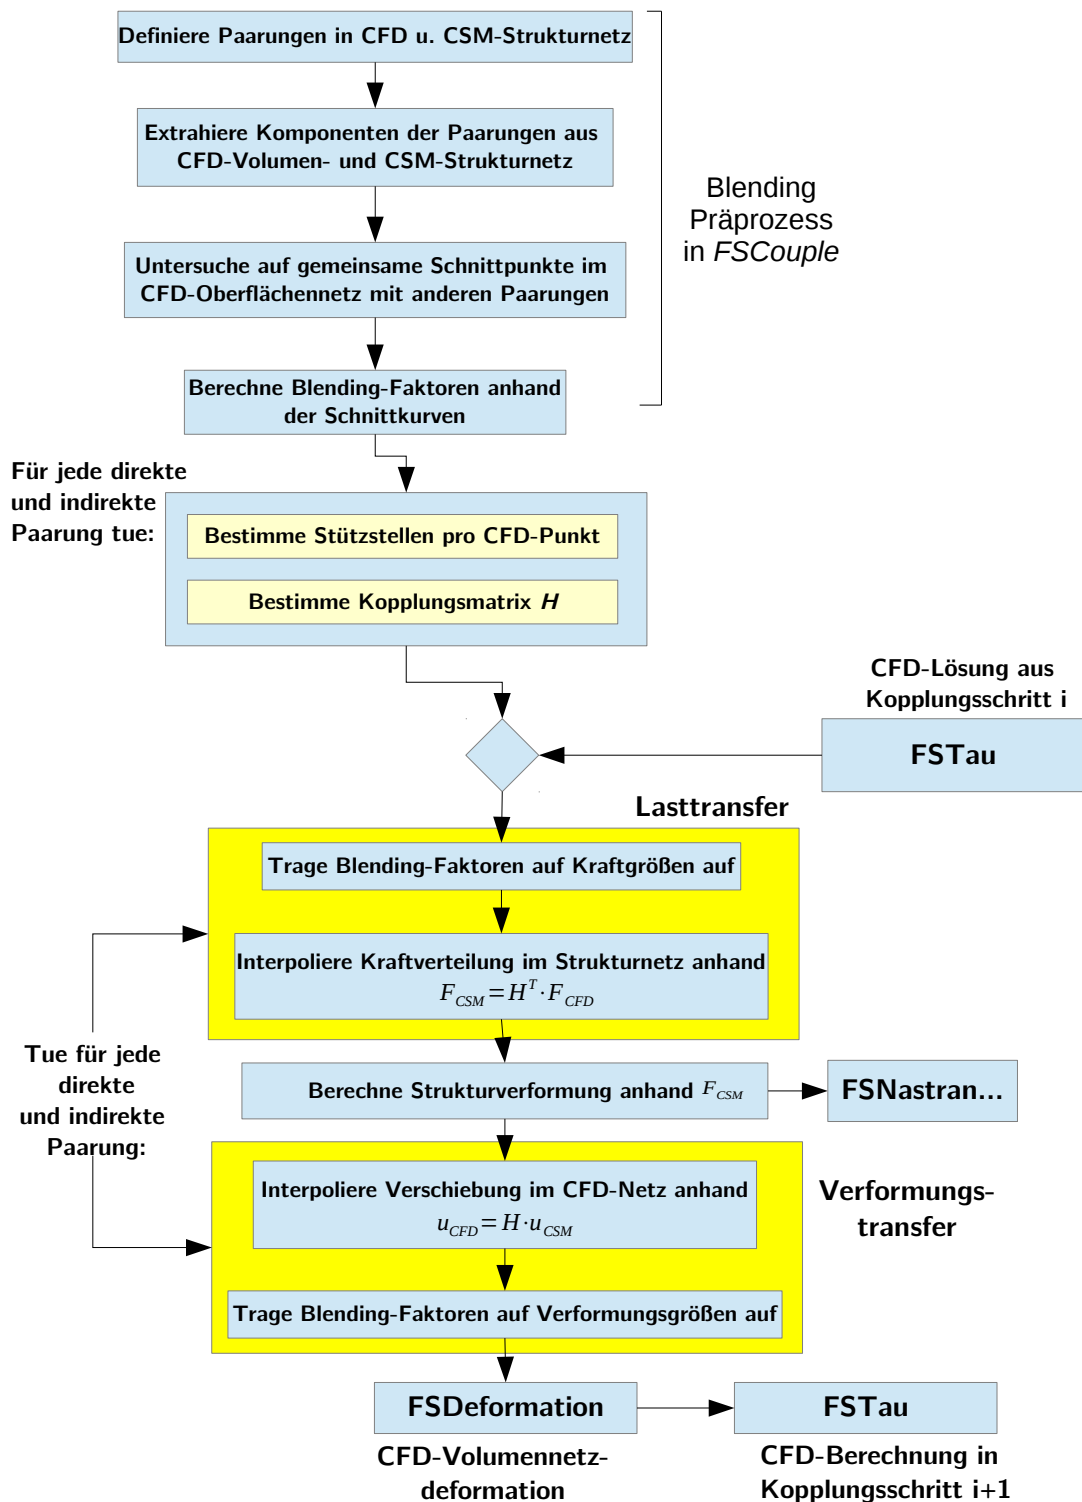 Definiere Paarungen in CFD u. CSM-Strukturnetz
Extrahiere Komponenten der Paarungen aus
CFD-Volumen- und CSM-Strukturnetz
Blending
Präprozess
in FSCouple
Untersuche auf gemeinsame Schnittpunkte im
CFD-Oberflächennetz mit anderen Paarungen
Berechne Blending-Faktoren anhand
der Schnittkurven
Für jede direkte
und indirekte
Paarung tue:
Bestimme Stützstellen pro CFD-Punkt
Bestimme Kopplungsmatrix H
CFD-Lösung aus
Kopplungsschritt i
FSTau
Lasttransfer
Trage Blending-Faktoren auf Kraftgrößen auf
Interpoliere Kraftverteilung im Strukturnetz anhand
F_CSM = H^T · F_CFD
Tue für jede
direkte
und indirekte
Paarung:
Berechne Strukturverformung anhand F_CSM
FSNastran...
Interpoliere Verschiebung im CFD-Netz anhand
u_CFD = H · u_CSM
Verformungs-
transfer
Trage Blending-Faktoren auf Verformungsgrößen auf
FSDeformation
CFD-Volumennetz-
deformation
FSTau
CFD-Berechnung in
Kopplungsschritt i+1